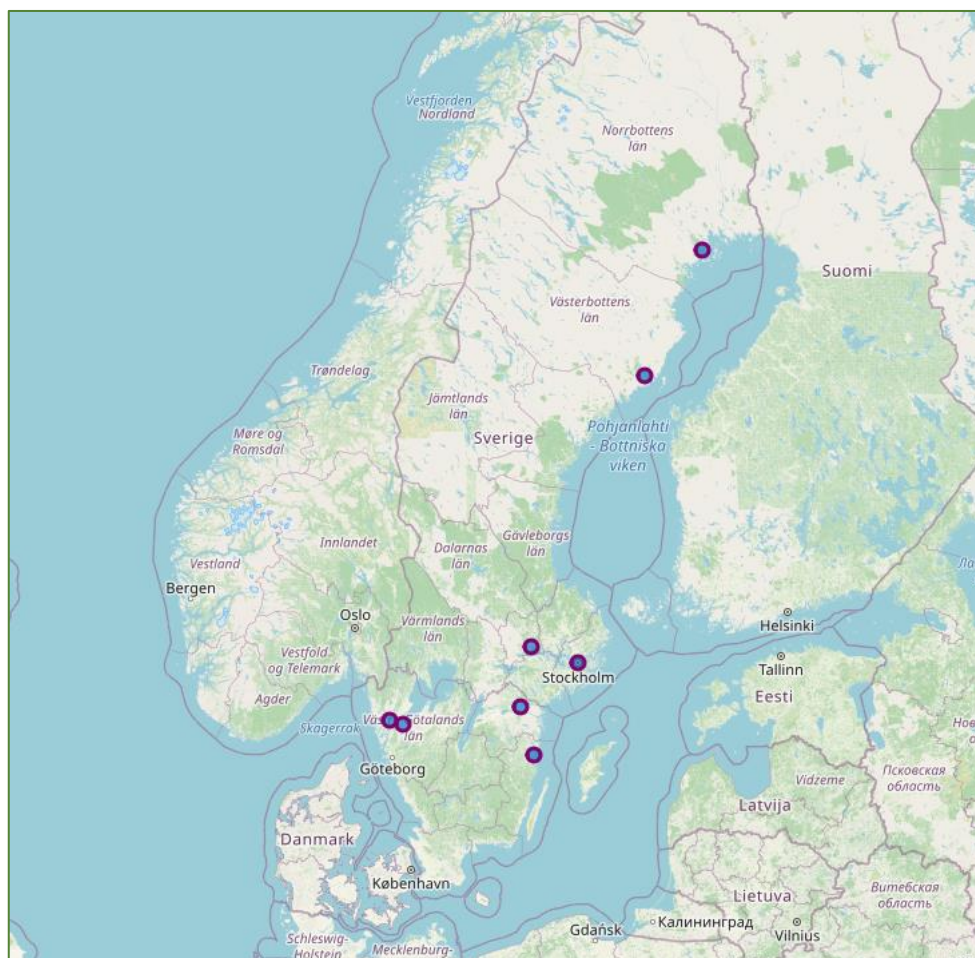 Vestfjorden
Nordland
Norrbottens
län
Suomi
Västerbottens
län
Trøndelag
Jämtlands
län
Møre og
Romsdal
Sverige
Pohjanlahti
- Bottniska
viken
Gävleborgs
län
Innlandet
Dalarnas
län
Vestland
Bergen
Oslo
Värmlands
län
Helsinki
Vestfold
og Telemark
Tallinn
Stockholm
Eesti
Agder
Skagerrak
län
Göteborg
Vidzeme
Псковская
область
Latvija
Danmark
København
Lietuva
Витебская
область
Gdańsk
Калининград
Vilnius
Schleswig-
Holstein
Mecklenburg-